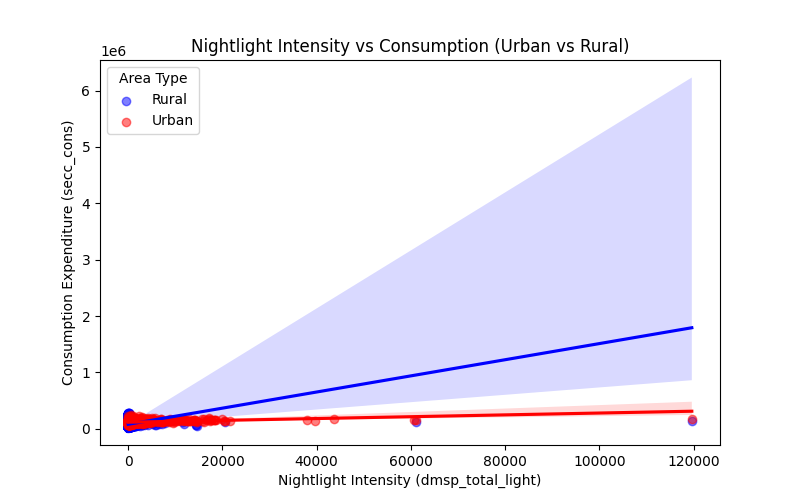 Nightlight Intensity vs Consumption (Urban vs Rural)
1e6
Area Type
Rural
Urban
Consumption Expenditure (secc_cons)
6
5
4
3
2
1
0
0 20000 40000 60000 80000 100000 120000
Nightlight Intensity (dmsp_total_light)